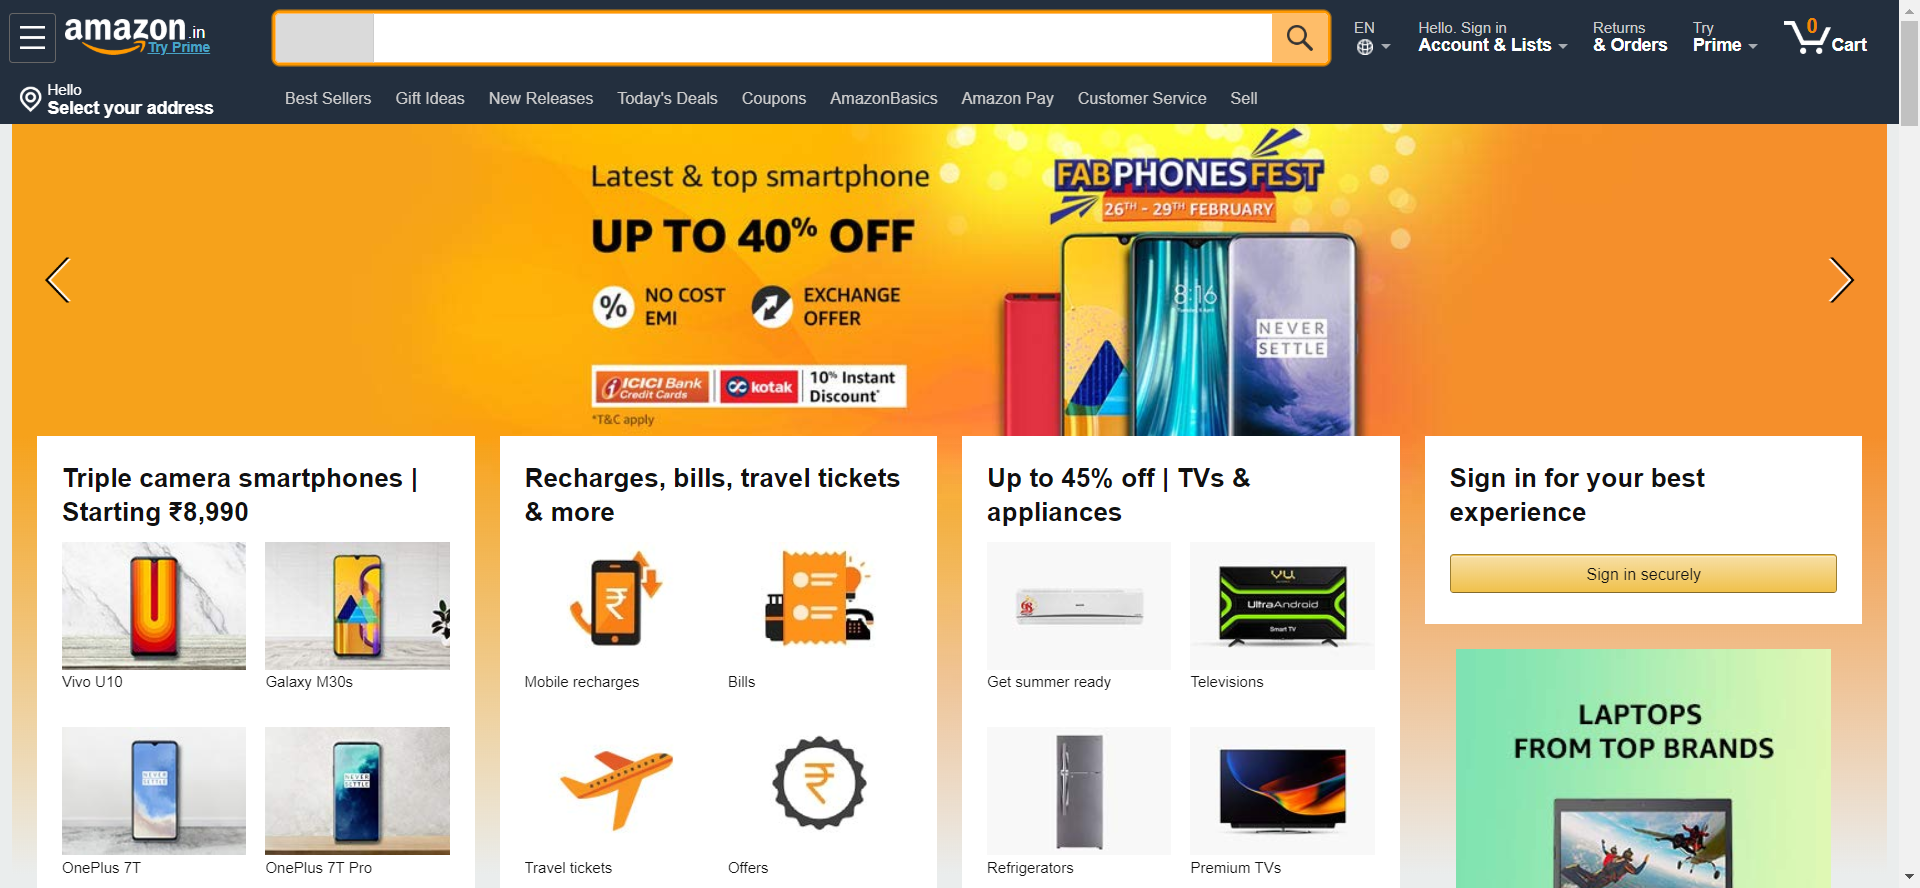 amazon.in
Try Prime
EN
Hello. Sign in
Account & Lists
Returns
& Orders
Try
Prime
0
Cart
Hello
Select your address
Best Sellers
Gift Ideas
New Releases
Today's Deals
Coupons
AmazonBasics
Amazon Pay
Customer Service
Sell
Latest & top smartphone
UP TO 40% OFF
% NO COST
EMI
EXCHANGE
OFFER
ICICI Bank
Credit Cards
kotak
10% Instant
Discount*
*T&C apply
FABPHONESFEST
26TH - 29TH FEBRUARY
8:16
NEVER
SETTLE
Triple camera smartphones |
Starting ₹8,990
Vivo U10
Galaxy M30s
NEVER
SETTLE
NEVER
SETTLE
OnePlus 7T
OnePlus 7T Pro
Recharges, bills, travel tickets
& more
₹
Mobile recharges
Bills
₹
Travel tickets
Offers
Up to 45% off | TVs &
appliances
VU
UltraAndroid
Smart TV
Get summer ready
Televisions
Refrigerators
Premium TVs
Sign in for your best
experience
Sign in securely
LAPTOPS
FROM TOP BRANDS